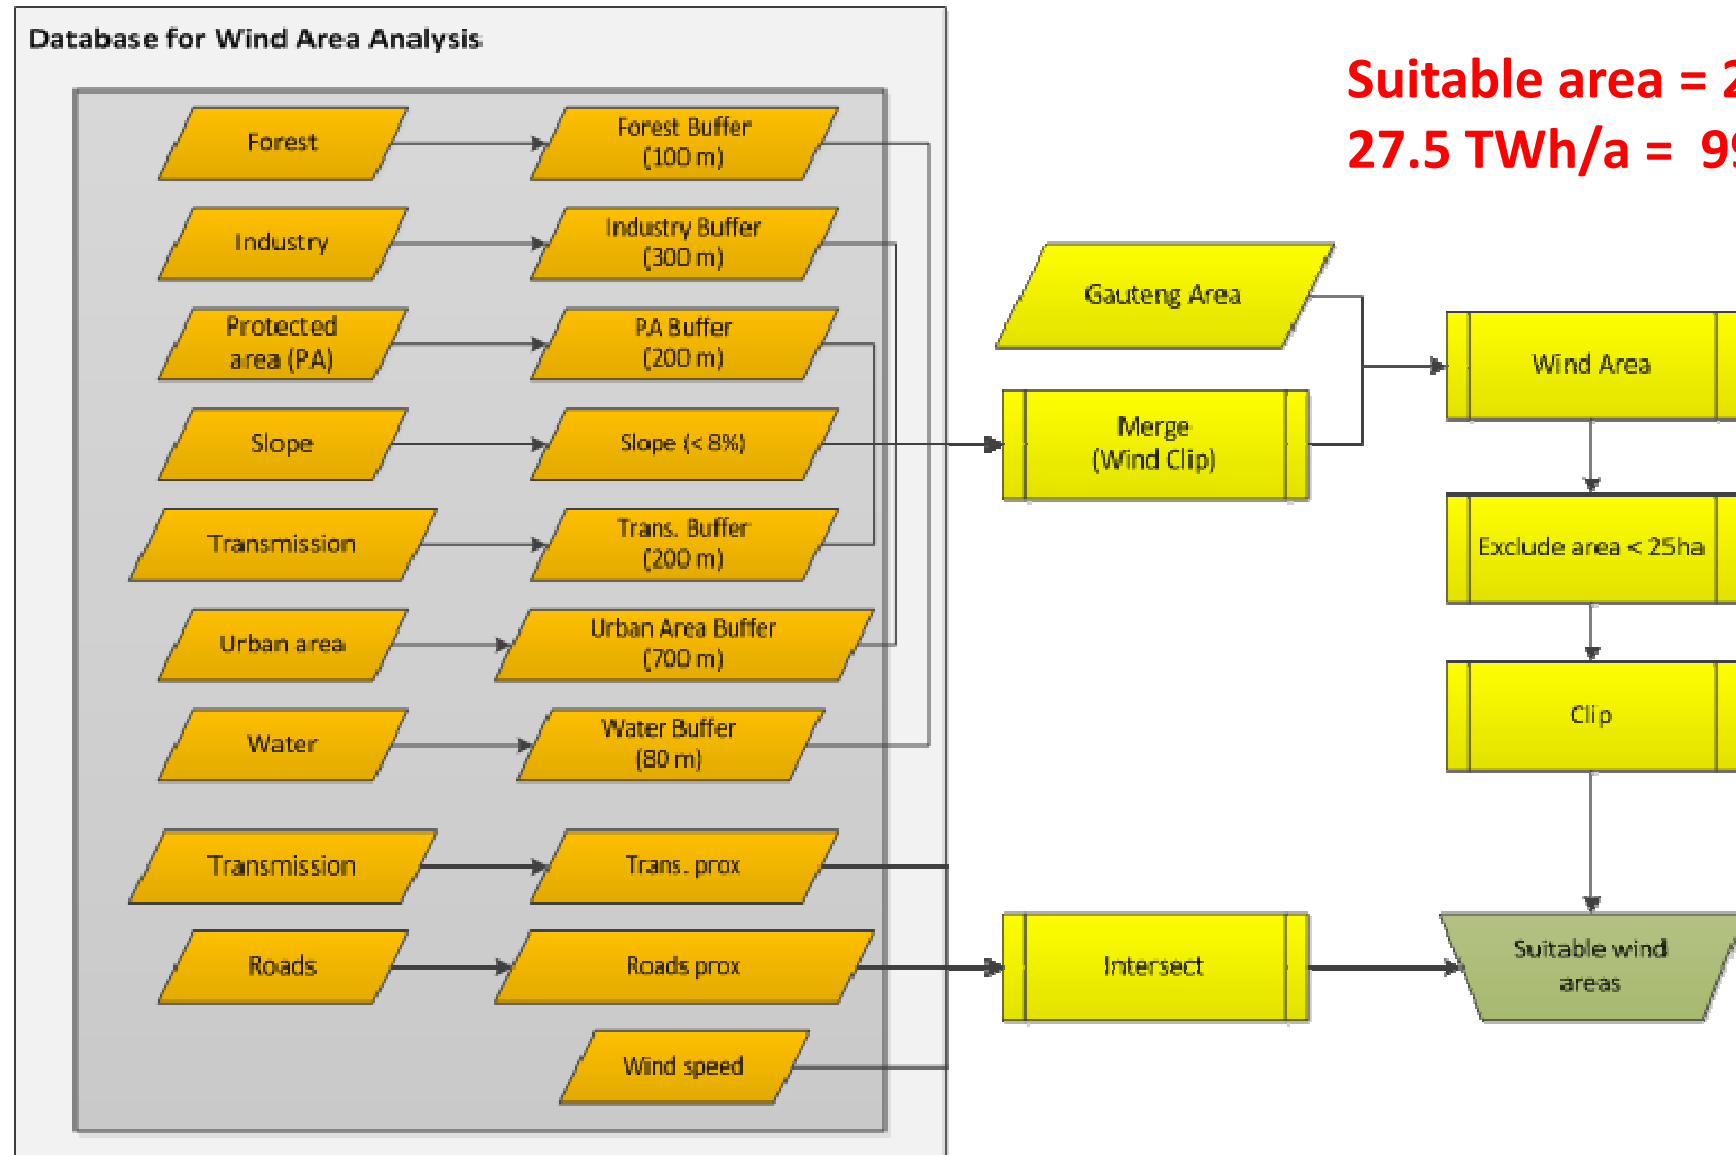 Database for Wind Area Analysis
Suitable area = 2
27.5 TWh/a = 99
Forest
Forest Buffer
(100 m)
Industry
Industry Buffer
(300 m)
Protected
area (PA)
PA Buffer
(200 m)
Slope
Slope (< 8%)
Transmission
Trans. Buffer
(200 m)
Urban area
Urban Area Buffer
(700 m)
Water
Water Buffer
(80 m)
Transmission
Trans. prox
Roads
Roads prox
Wind speed
Gauteng Area
Merge
(Wind Clip)
Intersect
Wind Area
Exclude area < 25ha
Clip
Suitable wind
areas